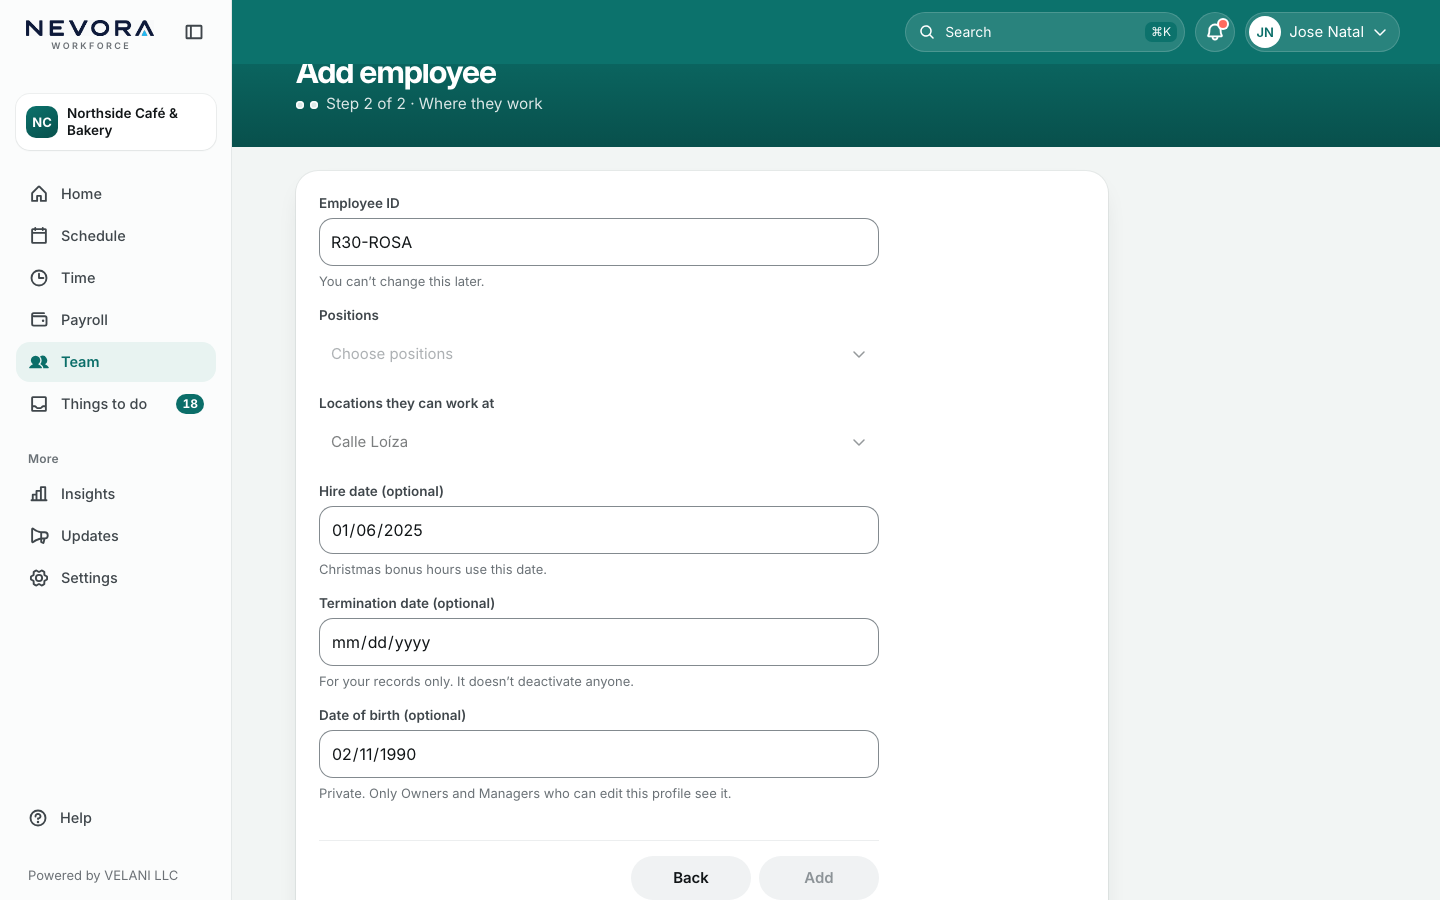 NEVORA
WORKFORCE
Search
⌘K
JN
Jose Natal
Add employee
Step 2 of 2 · Where they work
NC
Northside Café &
Bakery
Home
Schedule
Time
Payroll
Team
Things to do
18
More
Insights
Updates
Settings
Help
Powered by VELANI LLC
Employee ID
R30-ROSA
You can’t change this later.
Positions
Choose positions
Locations they can work at
Calle Loíza
Hire date (optional)
01/06/2025
Christmas bonus hours use this date.
Termination date (optional)
mm/dd/yyyy
For your records only. It doesn’t deactivate anyone.
Date of birth (optional)
02/11/1990
Private. Only Owners and Managers who can edit this profile see it.
Back
Add